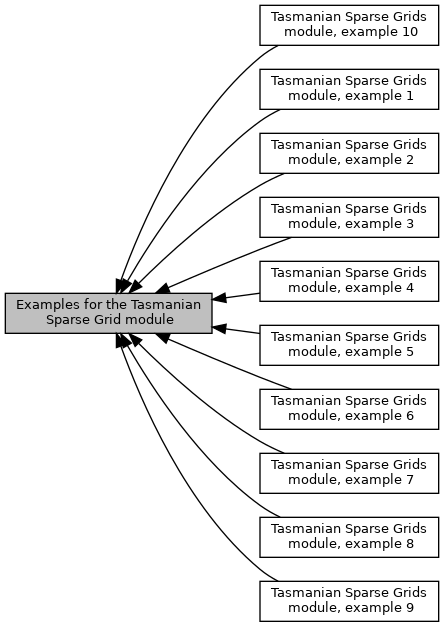 Tasmanian Sparse Grids
module, example 10
Tasmanian Sparse Grids
module, example 1
Tasmanian Sparse Grids
module, example 2
Tasmanian Sparse Grids
module, example 3
Tasmanian Sparse Grids
module, example 4
Examples for the Tasmanian
Sparse Grid module
Tasmanian Sparse Grids
module, example 5
Tasmanian Sparse Grids
module, example 6
Tasmanian Sparse Grids
module, example 7
Tasmanian Sparse Grids
module, example 8
Tasmanian Sparse Grids
module, example 9